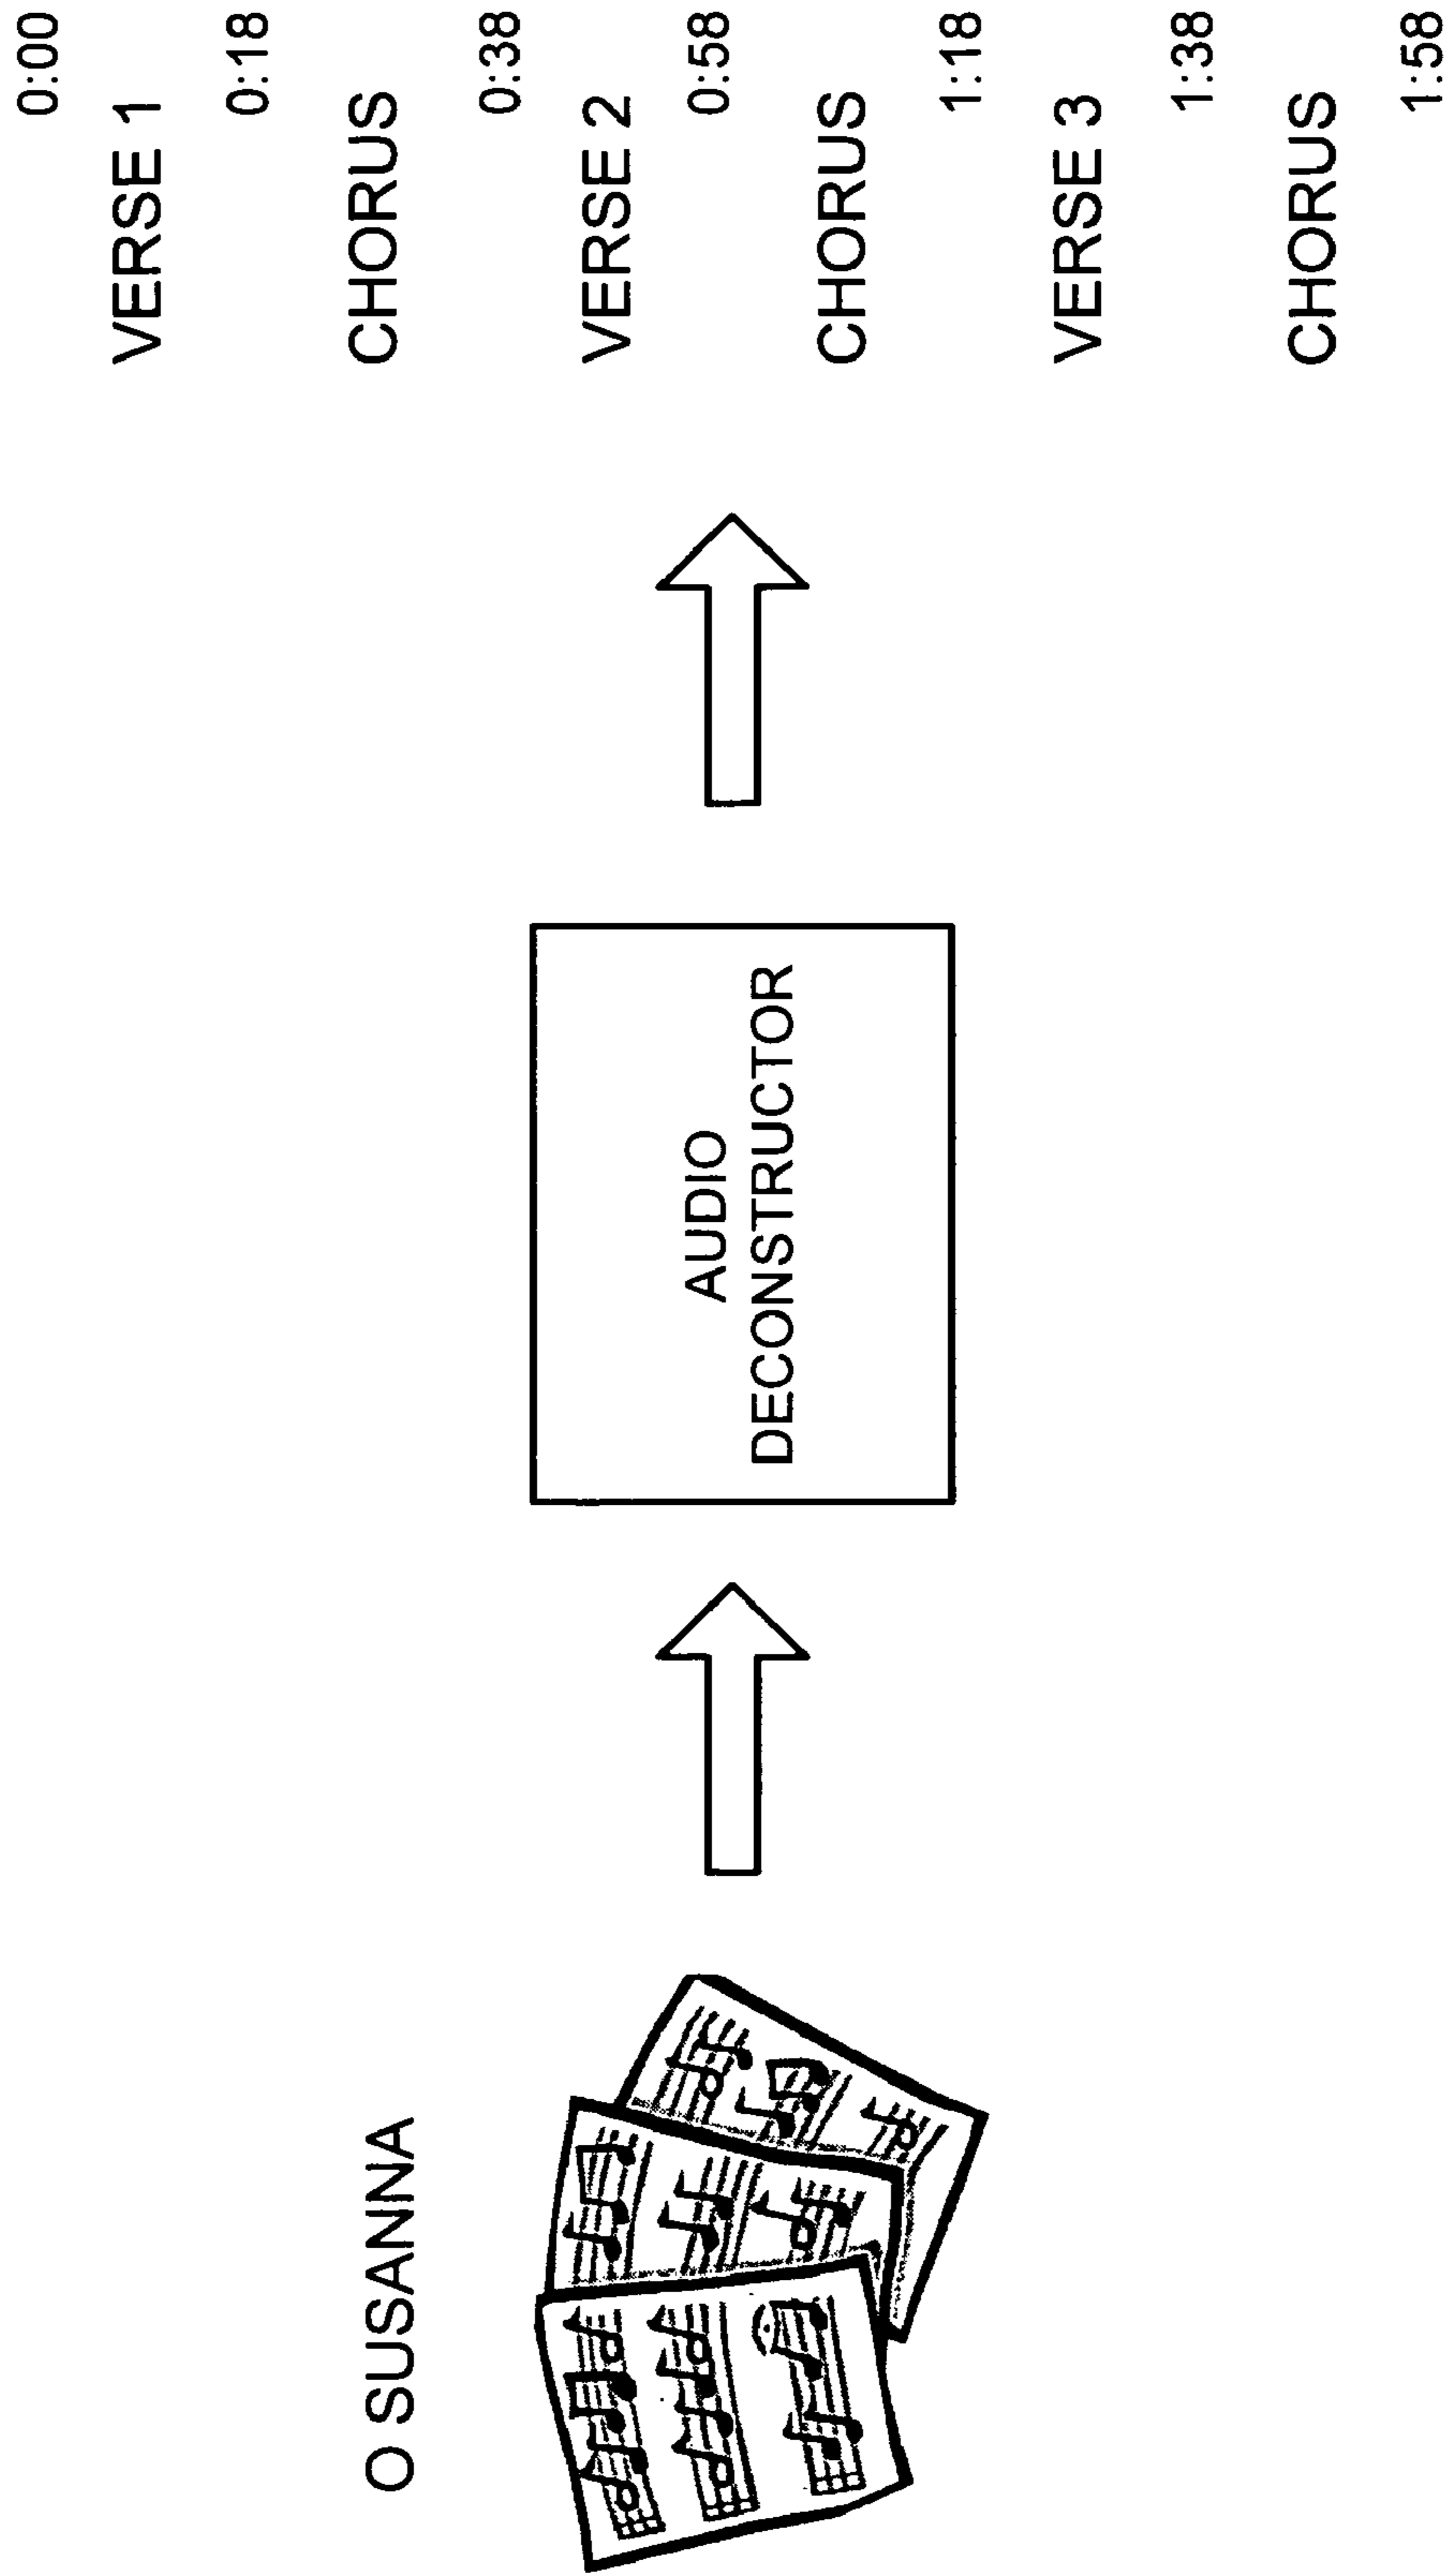 O SUSANNA
AUDIO
DECONSTRUCTOR
0:00
VERSE 1
0:18
CHORUS
0:38
VERSE 2
0:58
CHORUS
1:18
VERSE 3
1:38
CHORUS
1:58